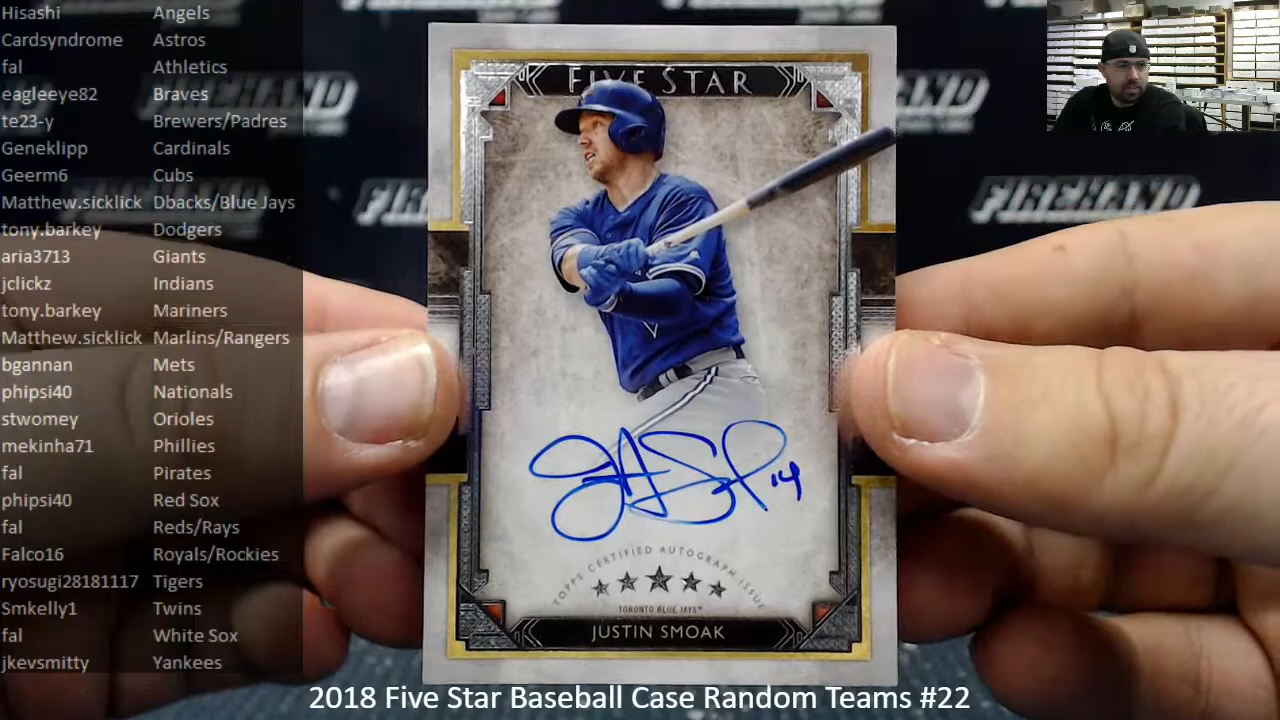 Hisashi Angels
Cardsyndrome Astros
fal Athletics
eagleeye82 Braves
te23-y Brewers/Padres
Geneklipp Cardinals
Geerm6 Cubs
Matthew.sicklick Dbacks/Blue Jays
tony.barkey Dodgers
aria3713 Giants
jclickz Indians
tony.barkey Mariners
Matthew.sicklick Marlins/Rangers
bgannan Mets
phipsi40 Nationals
stwomey Orioles
mekinha71 Phillies
fal Pirates
phipsi40 Red Sox
fal Reds/Rays
Falco16 Royals/Rockies
ryosugi28181117 Tigers
Smkelly1 Twins
fal White Sox
jkevsmitty Yankees
FIREHAND
FIREHAND
FIREHAND
FIREHAND
FIVE STAR
14
TOPPS CERTIFIED AUTOGRAPH ISSUE
TORONTO BLUE JAYS®
JUSTIN SMOAK
2018 Five Star Baseball Case Random Teams #22